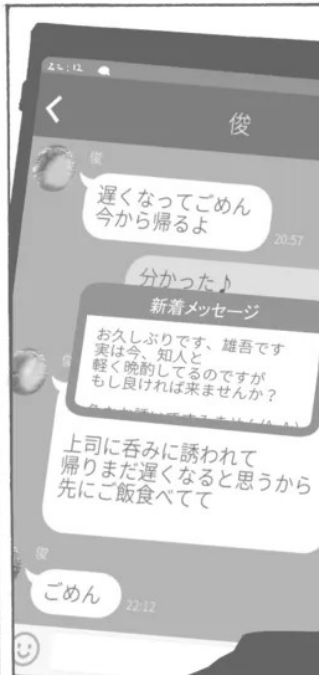 22:12
俊
俊
遅くなってごめん
今から帰るよ
20:57
分かった♪
新着メッセージ
お久しぶりです、雄吾です
実は今、知人と
軽く晩酌してるのですが
もし良ければ来ませんか?
上司に呑みに誘われて
帰りまだ遅くなると思うから
先にご飯食べてて
俊
ごめん
22:12